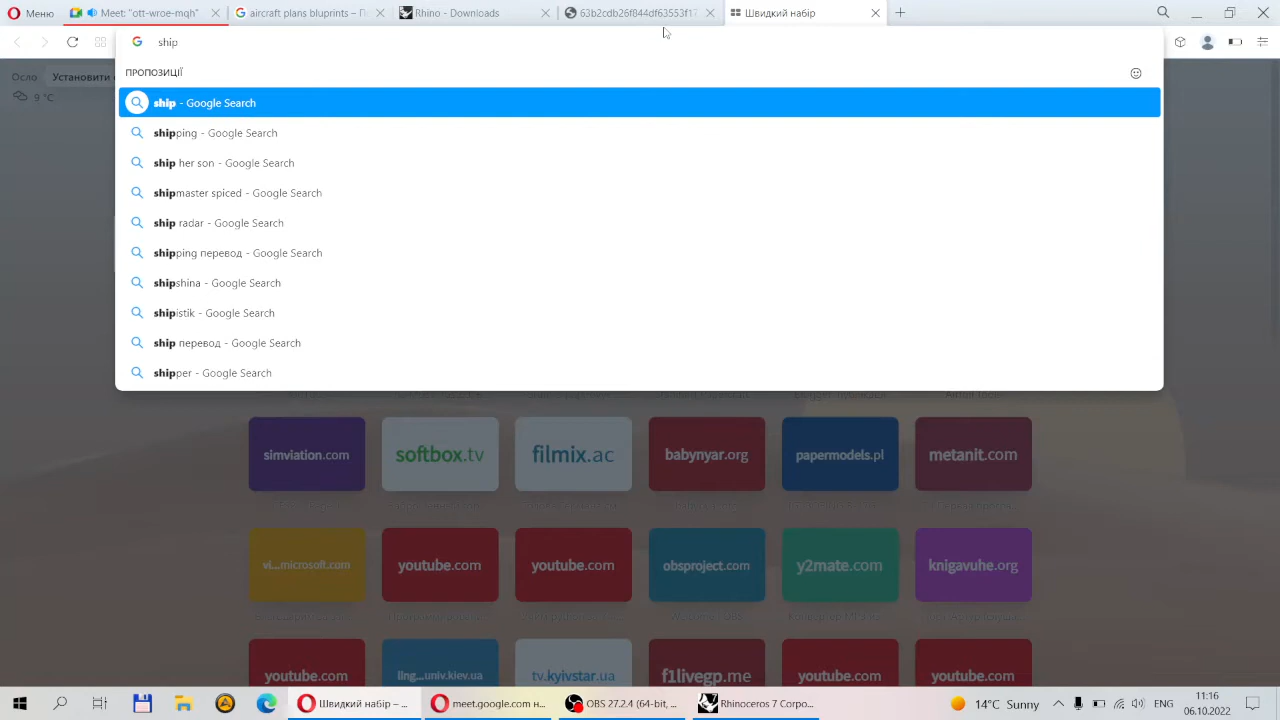 Meet "ott-wruc-mqt"
aircraft plans bluprints – По
Rhino - Downloads
63b2cdb26f844df63553f17
Швидкий набір
ship
Осло
Установити
9 °C
ПРОПОЗИЦІЇ
ship - Google Search
shipping - Google Search
ship her son - Google Search
shipmaster spiced - Google Search
ship radar - Google Search
shipping перевод - Google Search
shipshina - Google Search
shipistik - Google Search
ship перевод - Google Search
shipper - Google Search
simviation.com
softbox.tv
filmix.ac
babynyar.org
papermodels.pl
metanit.com
vi...microsoft.com
youtube.com
youtube.com
obsproject.com
y2mate.com
knigavuhe.org
youtube.com
ling...univ.kiev.ua
tv.kyivstar.ua
f1livegp.me
youtube.com
youtube.com
Швидкий набір – ...
meet.google.com н...
OBS 27.2.4 (64-bit, ...
Rhinoceros 7 Corpo...
14°C Sunny
ENG
11:16
06.10.2022